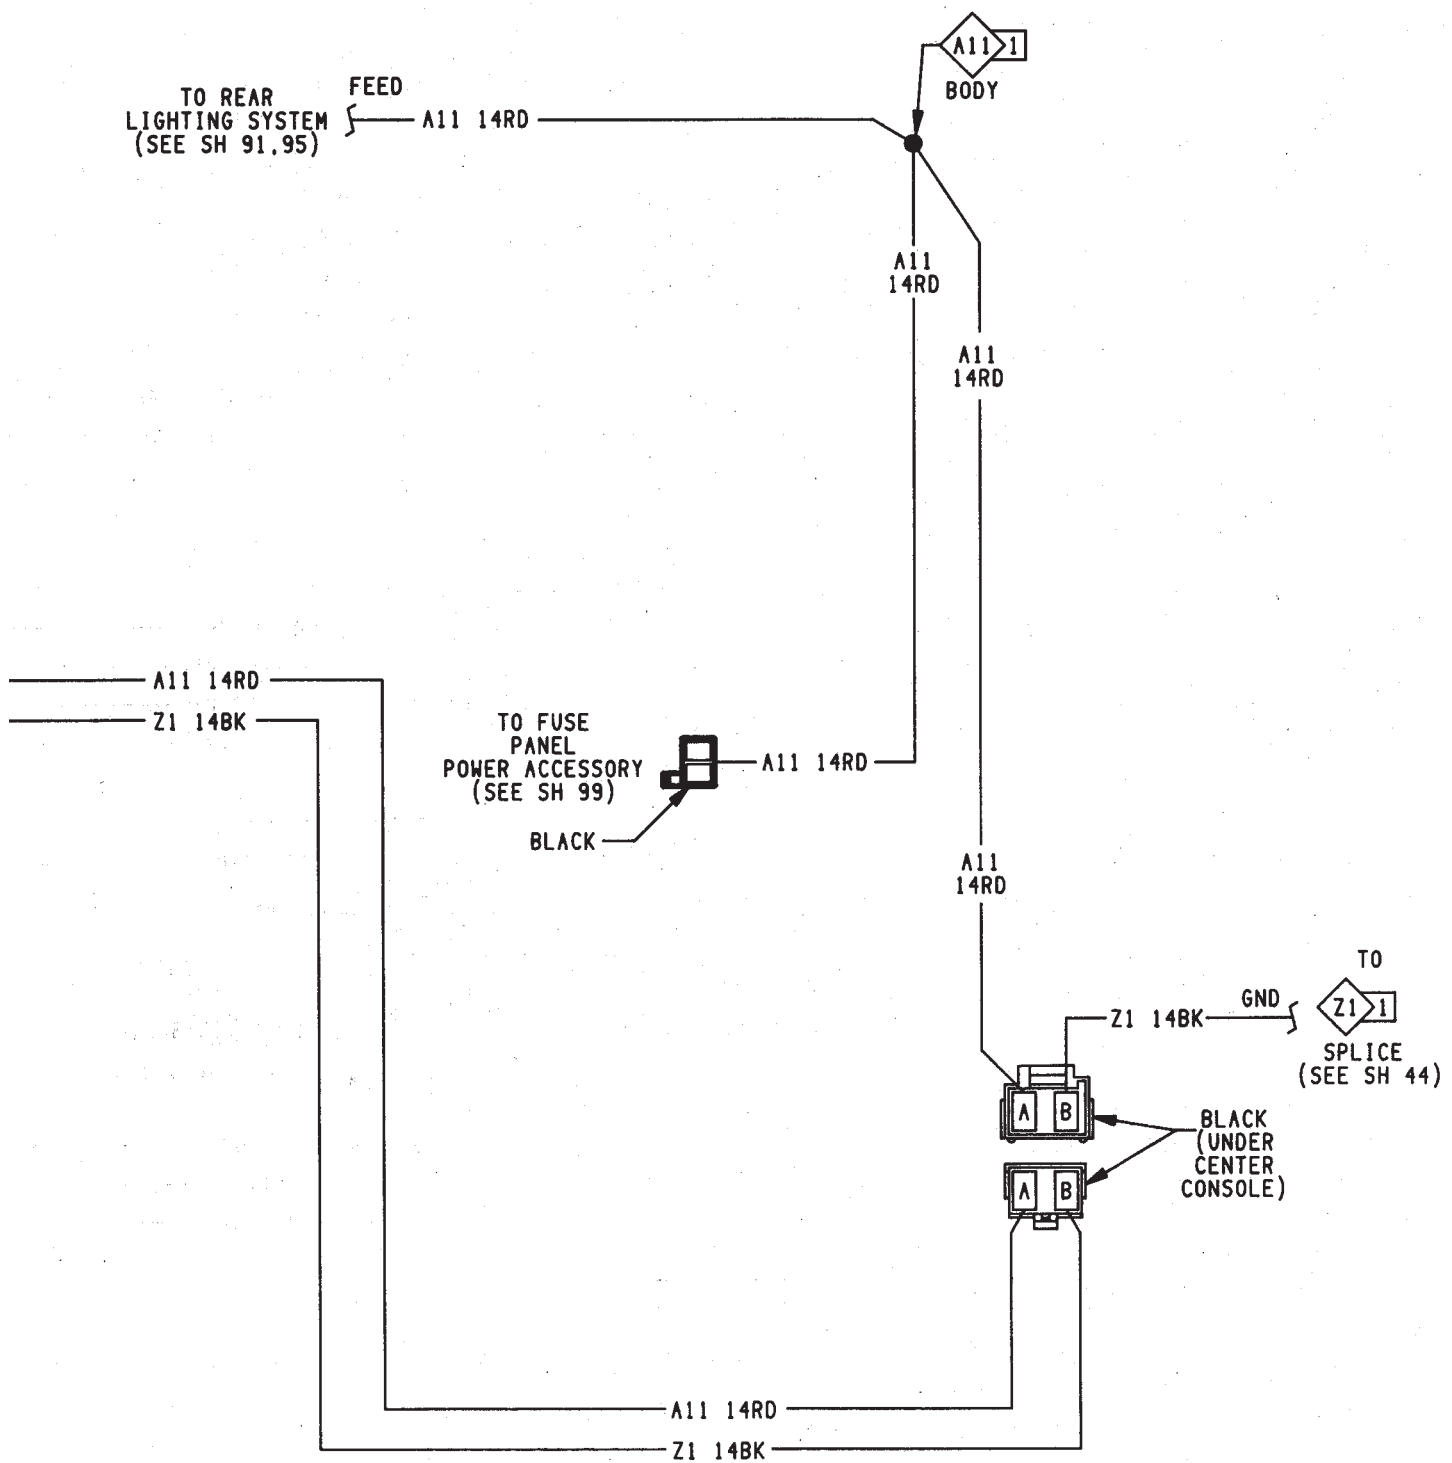 A11 1
BODY
FEED
TO REAR
LIGHTING SYSTEM
(SEE SH 91,95)
A11 14RD
A11
14RD
A11
14RD
A11 14RD
Z1 14BK
TO FUSE
PANEL
POWER ACCESSORY
(SEE SH 99)
A11 14RD
BLACK
A11
14RD
TO
Z1 1
SPLICE
(SEE SH 44)
GND
Z1 14BK
A B
BLACK
(UNDER
CENTER
CONSOLE)
A B
A11 14RD
Z1 14BK